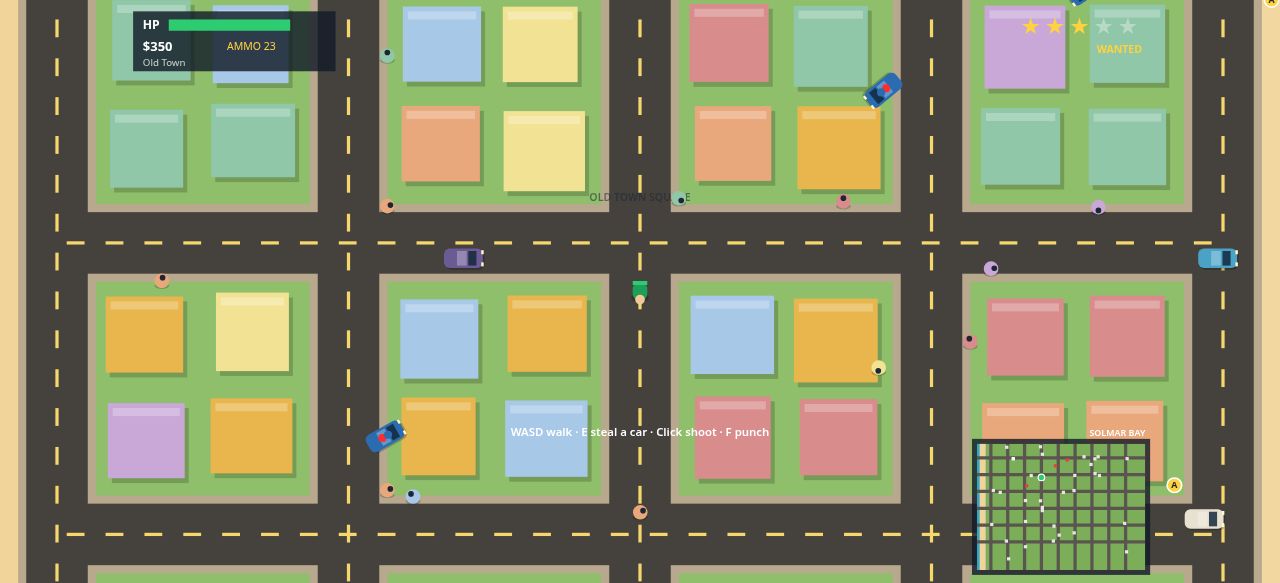 HP
$350
AMMO 23
Old Town
WANTED
A
OLD TOWN SQUARE
WASD walk · E steal a car · Click shoot · F punch
SOLMAR BAY
A